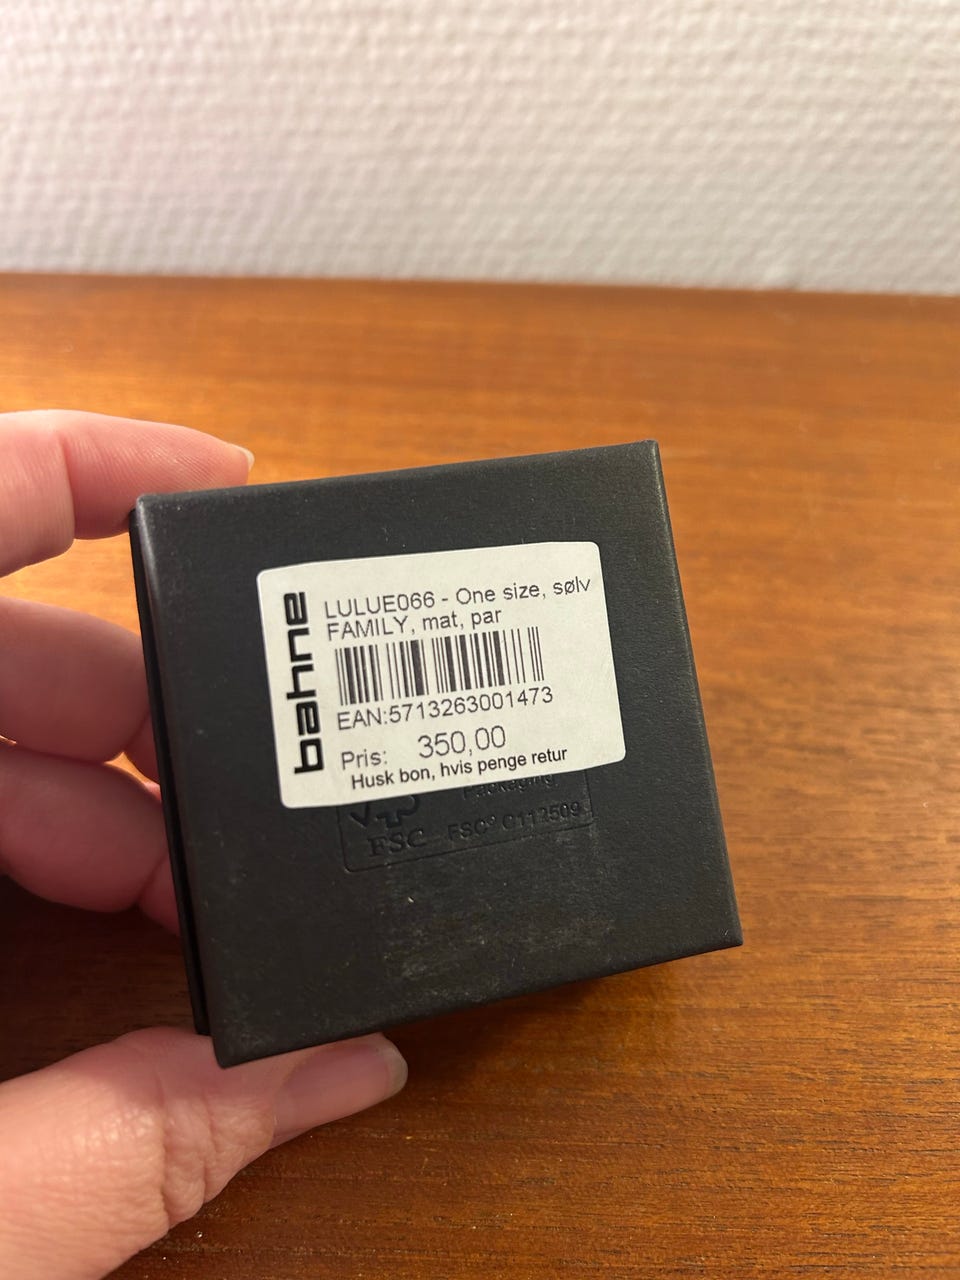 bahne
LULUE066 - One size, sølv
FAMILY, mat, par
EAN:5713263001473
Pris: 350,00
Husk bon, hvis penge retur
Packaging
FSC FSC® C112509